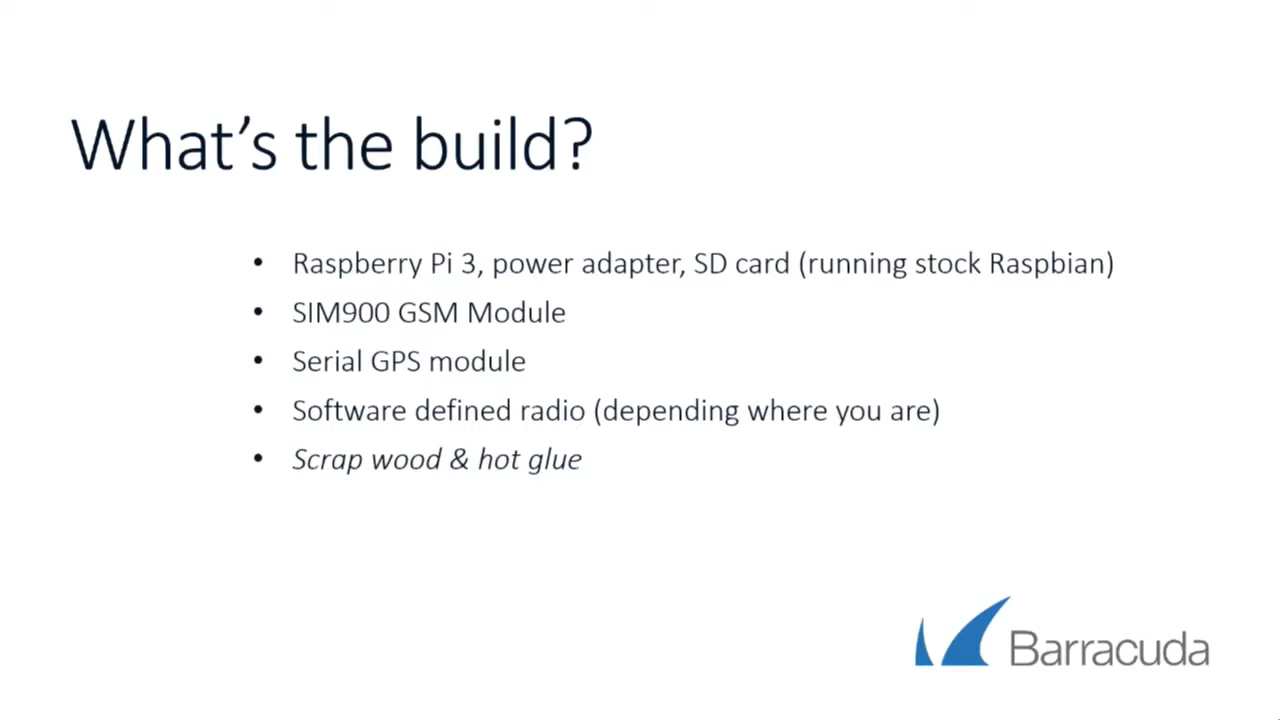 What’s the build?
• Raspberry Pi 3, power adapter, SD card (running stock Raspbian)
• SIM900 GSM Module
• Serial GPS module
• Software defined radio (depending where you are)
• Scrap wood & hot glue
Barracuda